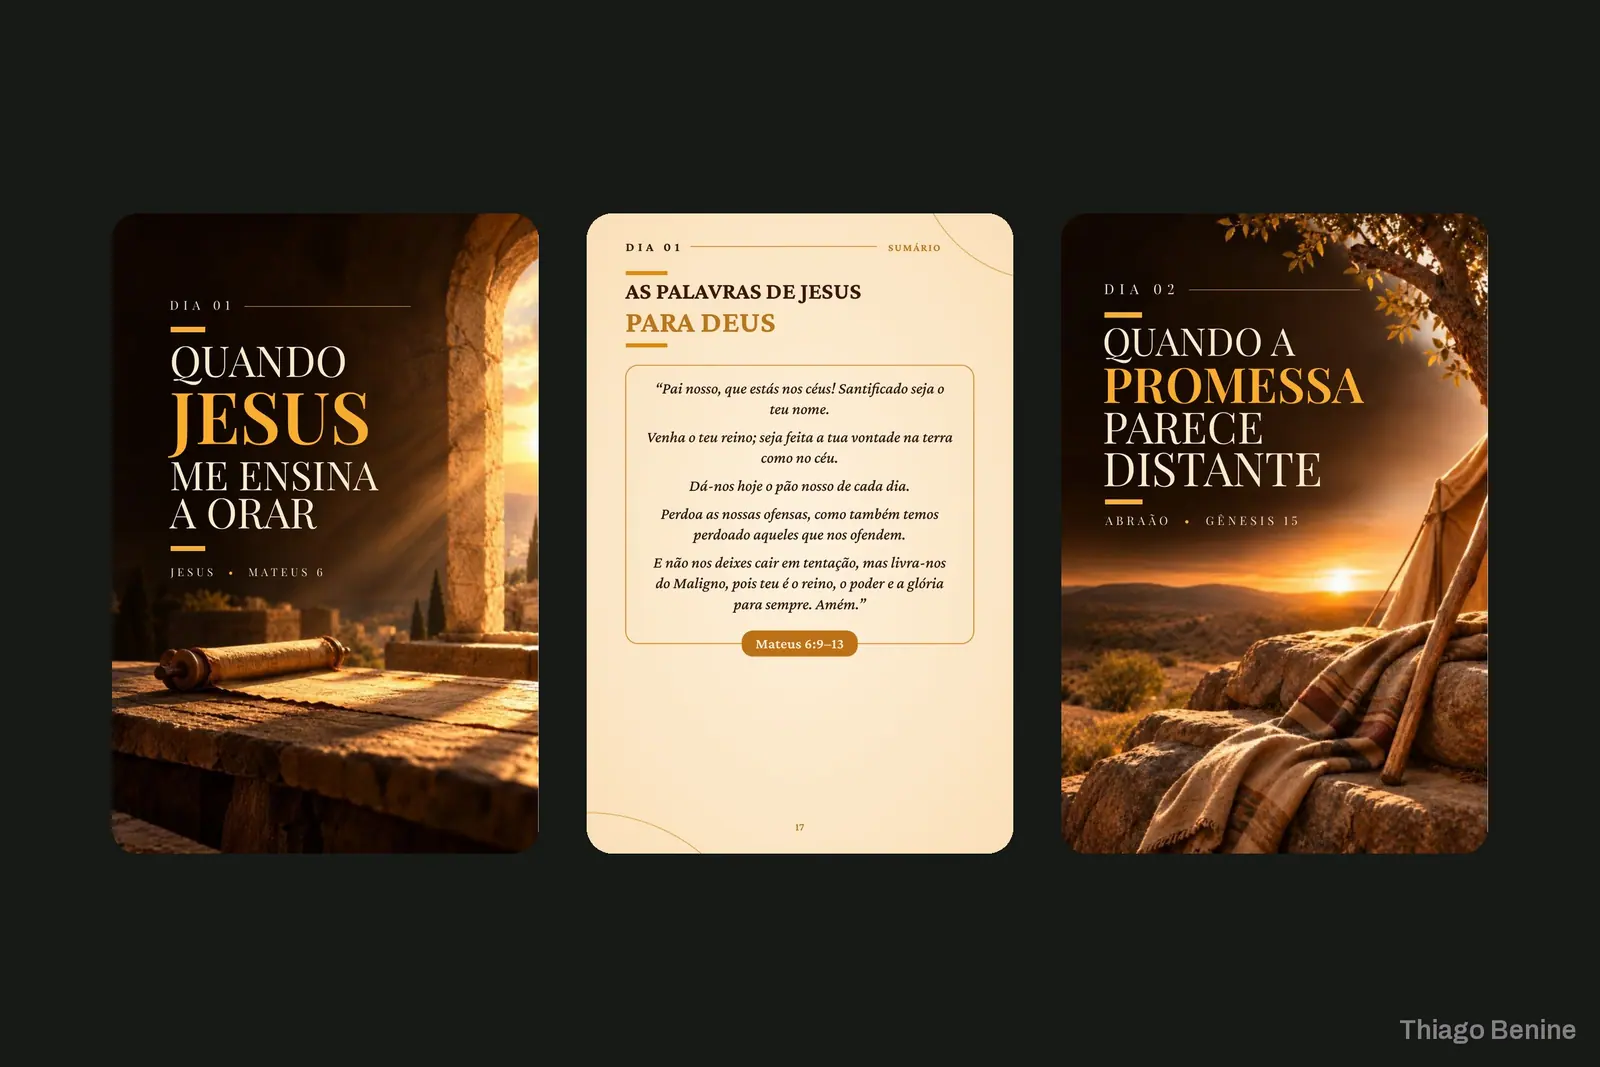 DIA 01
QUANDO
JESUS
ME ENSINA
A ORAR
JESUS • MATEUS 6
DIA 01
SUMÁRIO
AS PALAVRAS DE JESUS
PARA DEUS
“Pai nosso, que estás nos céus! Santificado seja o
teu nome.
Venha o teu reino; seja feita a tua vontade na terra
como no céu.
Dá-nos hoje o pão nosso de cada dia.
Perdoa as nossas ofensas, como também temos
perdoado aqueles que nos ofendem.
E não nos deixes cair em tentação, mas livra-nos
do Maligno, pois teu é o reino, o poder e a glória
para sempre. Amém.”
Mateus 6:9–13
17
DIA 02
QUANDO A
PROMESSA
PARECE
DISTANTE
ABRAÃO • GÊNESIS 15
Thiago Benine